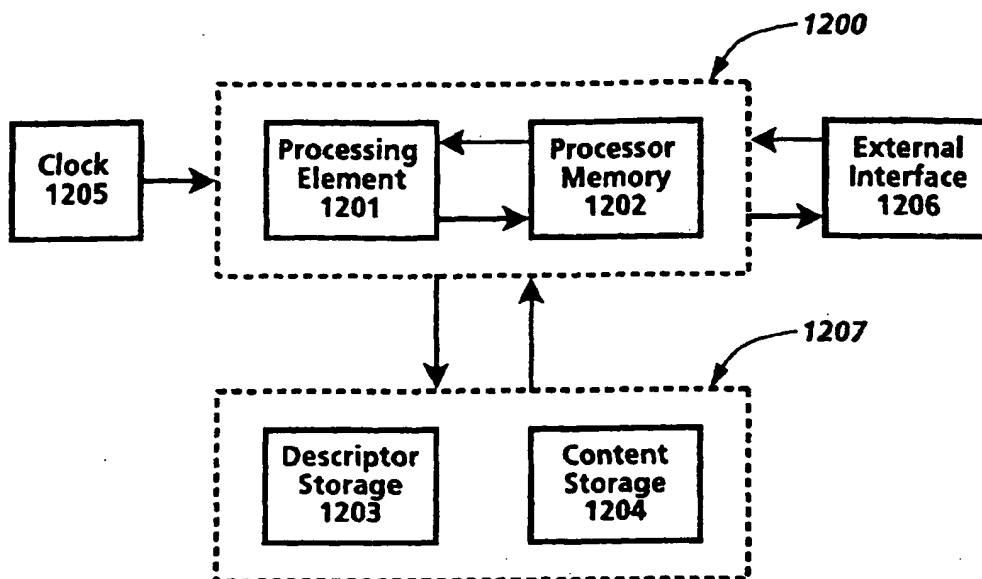 1200
Clock
1205
Processing
Element
1201
Processor
Memory
1202
External
Interface
1206
1207
Descriptor
Storage
1203
Content
Storage
1204